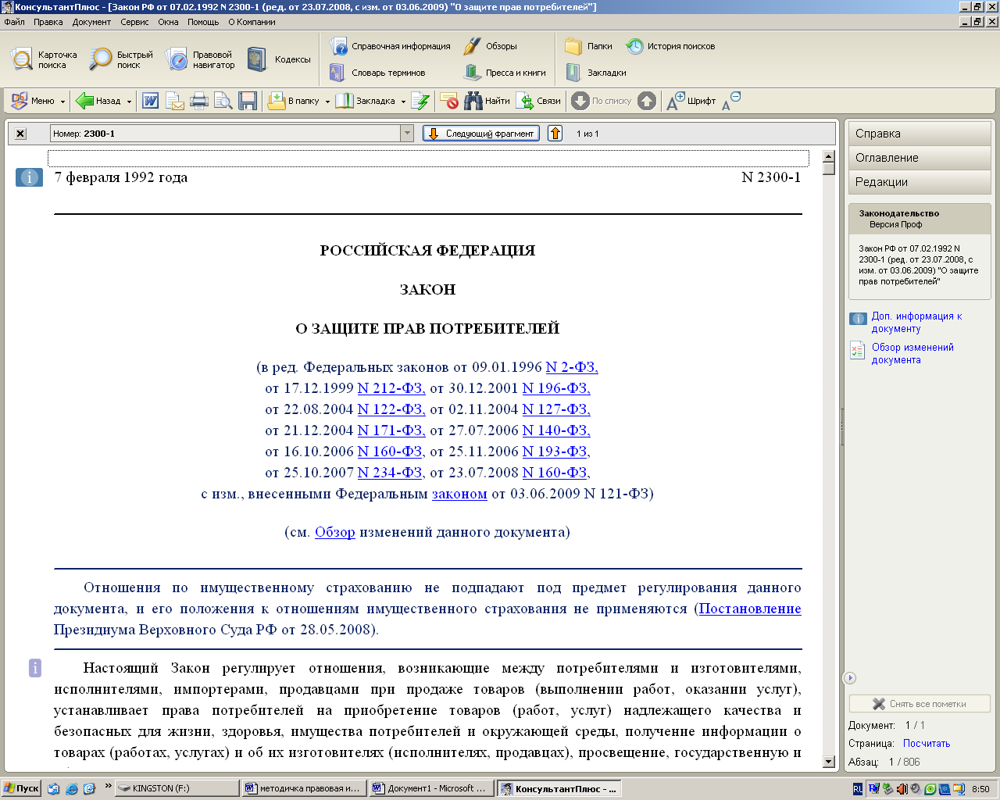 КонсультантПлюс - [Закон РФ от 07.02.1992 N 2300-1 (ред. от 23.07.2008, с изм. от 03.06.2009) "О защите прав потребителей"]
Файл Правка Документ Сервис Окна Помощь О Компании
Карточка поиска
Быстрый поиск
Правовой навигатор
Кодексы
Справочная информация
Словарь терминов
Обзоры
Пресса и книги
Папки
Закладки
История поисков
Меню Назад В папку Закладка Найти Связи По списку Шрифт
Номер: 2300-1 Следующий фрагмент 1 из 1
7 февраля 1992 года N 2300-1
РОССИЙСКАЯ ФЕДЕРАЦИЯ
ЗАКОН
О ЗАЩИТЕ ПРАВ ПОТРЕБИТЕЛЕЙ
(в ред. Федеральных законов от 09.01.1996 N 2-ФЗ,
от 17.12.1999 N 212-ФЗ, от 30.12.2001 N 196-ФЗ,
от 22.08.2004 N 122-ФЗ, от 02.11.2004 N 127-ФЗ,
от 21.12.2004 N 171-ФЗ, от 27.07.2006 N 140-ФЗ,
от 16.10.2006 N 160-ФЗ, от 25.11.2006 N 193-ФЗ,
от 25.10.2007 N 234-ФЗ, от 23.07.2008 N 160-ФЗ,
с изм., внесенными Федеральным законом от 03.06.2009 N 121-ФЗ)
(см. Обзор изменений данного документа)
Отношения по имущественному страхованию не подпадают под предмет регулирования данного
документа, и его положения к отношениям имущественного страхования не применяются (Постановление
Президиума Верховного Суда РФ от 28.05.2008).
Настоящий Закон регулирует отношения, возникающие между потребителями и изготовителями,
исполнителями, импортерами, продавцами при продаже товаров (выполнении работ, оказании услуг),
устанавливает права потребителей на приобретение товаров (работ, услуг) надлежащего качества и
безопасных для жизни, здоровья, имущества потребителей и окружающей среды, получение информации о
товарах (работах, услугах) и об их изготовителях (исполнителях, продавцах), просвещение, государственную и
Справка
Оглавление
Редакции
Законодательство
Версия Проф
Закон РФ от 07.02.1992 N
2300-1 (ред. от 23.07.2008, с
изм. от 03.06.2009) "О защите
прав потребителей"
Доп. информация к
документу
Обзор изменений
документа
Снять все пометки
Документ: 1 / 1
Страница: Посчитать
Абзац: 1 / 806
Пуск » KINGSTON (F:) методичка правовая и... Документ1 - Microsoft ... КонсультантПлюс - ... RU 8:50